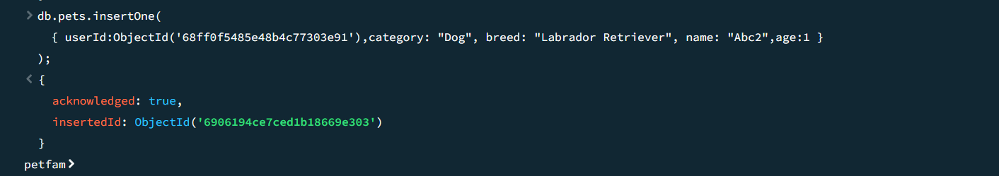 > db.pets.insertOne(
{ userId:ObjectId('68ff0f5485e48b4c77303e91'),category: "Dog", breed: "Labrador Retriever", name: "Abc2",age:1 }
);
< {
acknowledged: true,
insertedId: ObjectId('6906194ce7ced1b18669e303')
}
petfam>